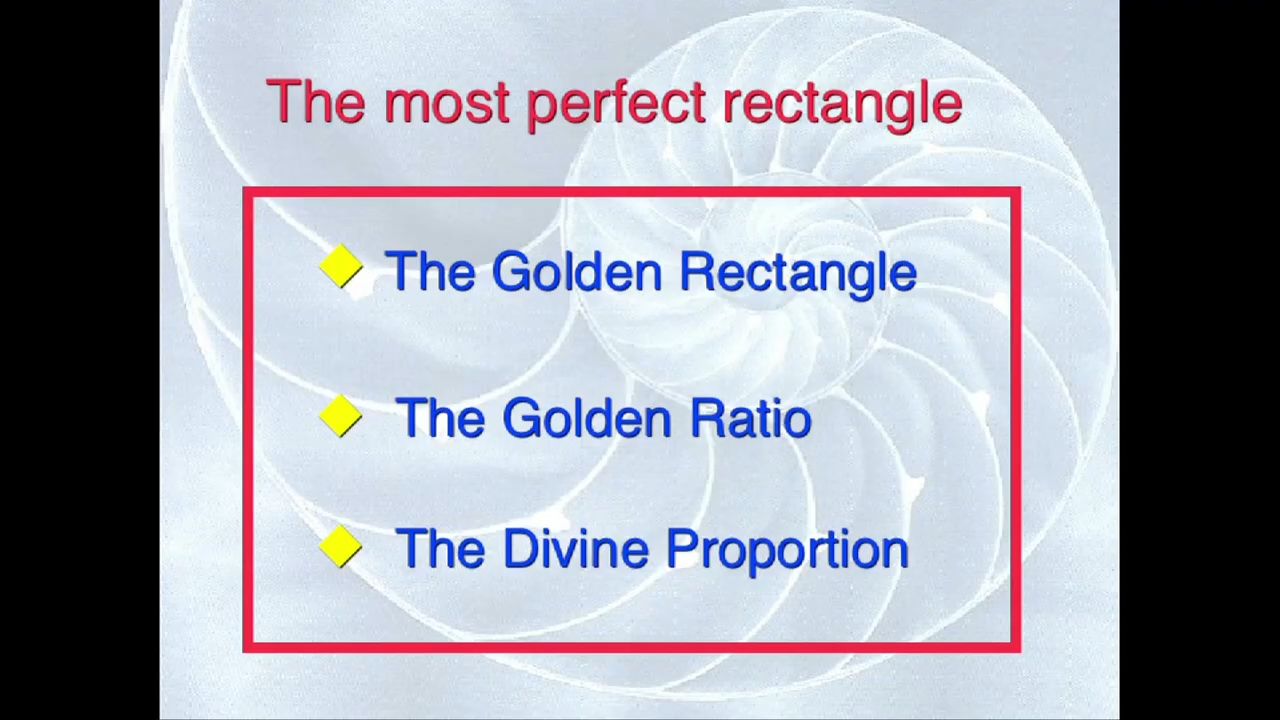 The most perfect rectangle
The Golden Rectangle
The Golden Ratio
The Divine Proportion